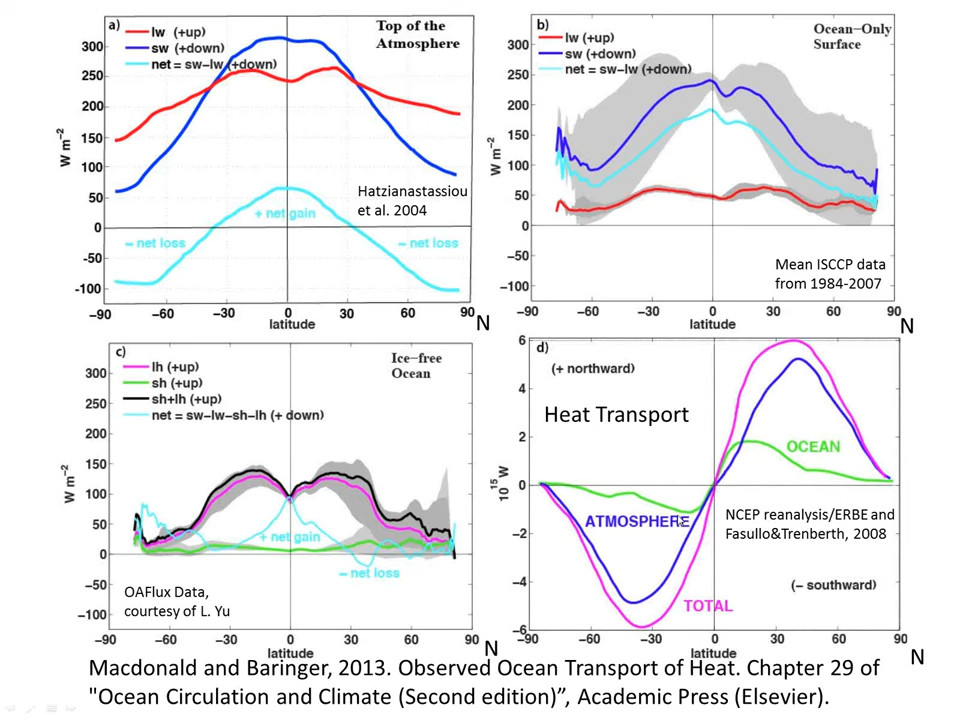 a)
Top of the
Atmosphere
lw (+up)
sw (+down)
net = sw−lw (+down)
300
250
200
150
100
50
0
-50
-100
W m−2
Hatzianastassiou
et al. 2004
+ net gain
− net loss
− net loss
−90 −60 −30 0 30 60 90
latitude
N
b)
Ocean−Only
Surface
lw (+up)
sw (+down)
net = sw−lw (+down)
300
250
200
150
100
50
0
−50
−100
W m−2
Mean ISCCP data
from 1984-2007
−90 −60 −30 0 30 60 90
latitude
N
c)
Ice−free
Ocean
lh (+up)
sh (+up)
sh+lh (+up)
net = sw−lw−sh−lh (+ down)
300
250
200
150
100
50
0
−50
−100
W m−2
+ net gain
− net loss
OAFlux Data,
courtesy of L. Yu
−90 −60 −30 0 30 60 90
latitude
N
d)
(+ northward)
Heat Transport
OCEAN
ATMOSPHERE
NCEP reanalysis/ERBE and
Fasullo&Trenberth, 2008
(− southward)
TOTAL
6
4
2
0
−2
−4
−6
10 15 W
−90 −60 −30 0 30 60 90
latitude
N
Macdonald and Baringer, 2013. Observed Ocean Transport of Heat. Chapter 29 of
"Ocean Circulation and Climate (Second edition)”, Academic Press (Elsevier).